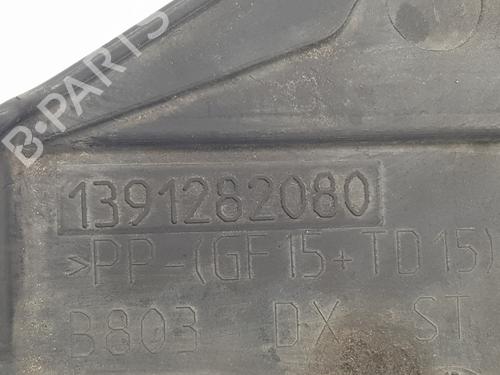 B-PARTS
1391282080
>PP-(GF15+TD15)
B803 DX ST